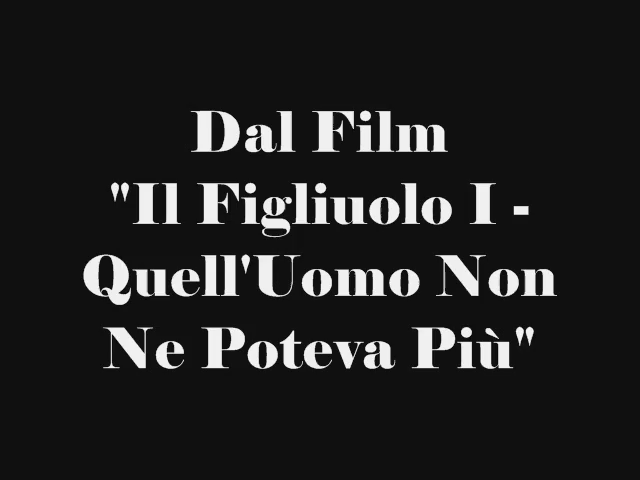 Dal Film
"Il Figliuolo I -
Quell'Uomo Non
Ne Poteva Più"